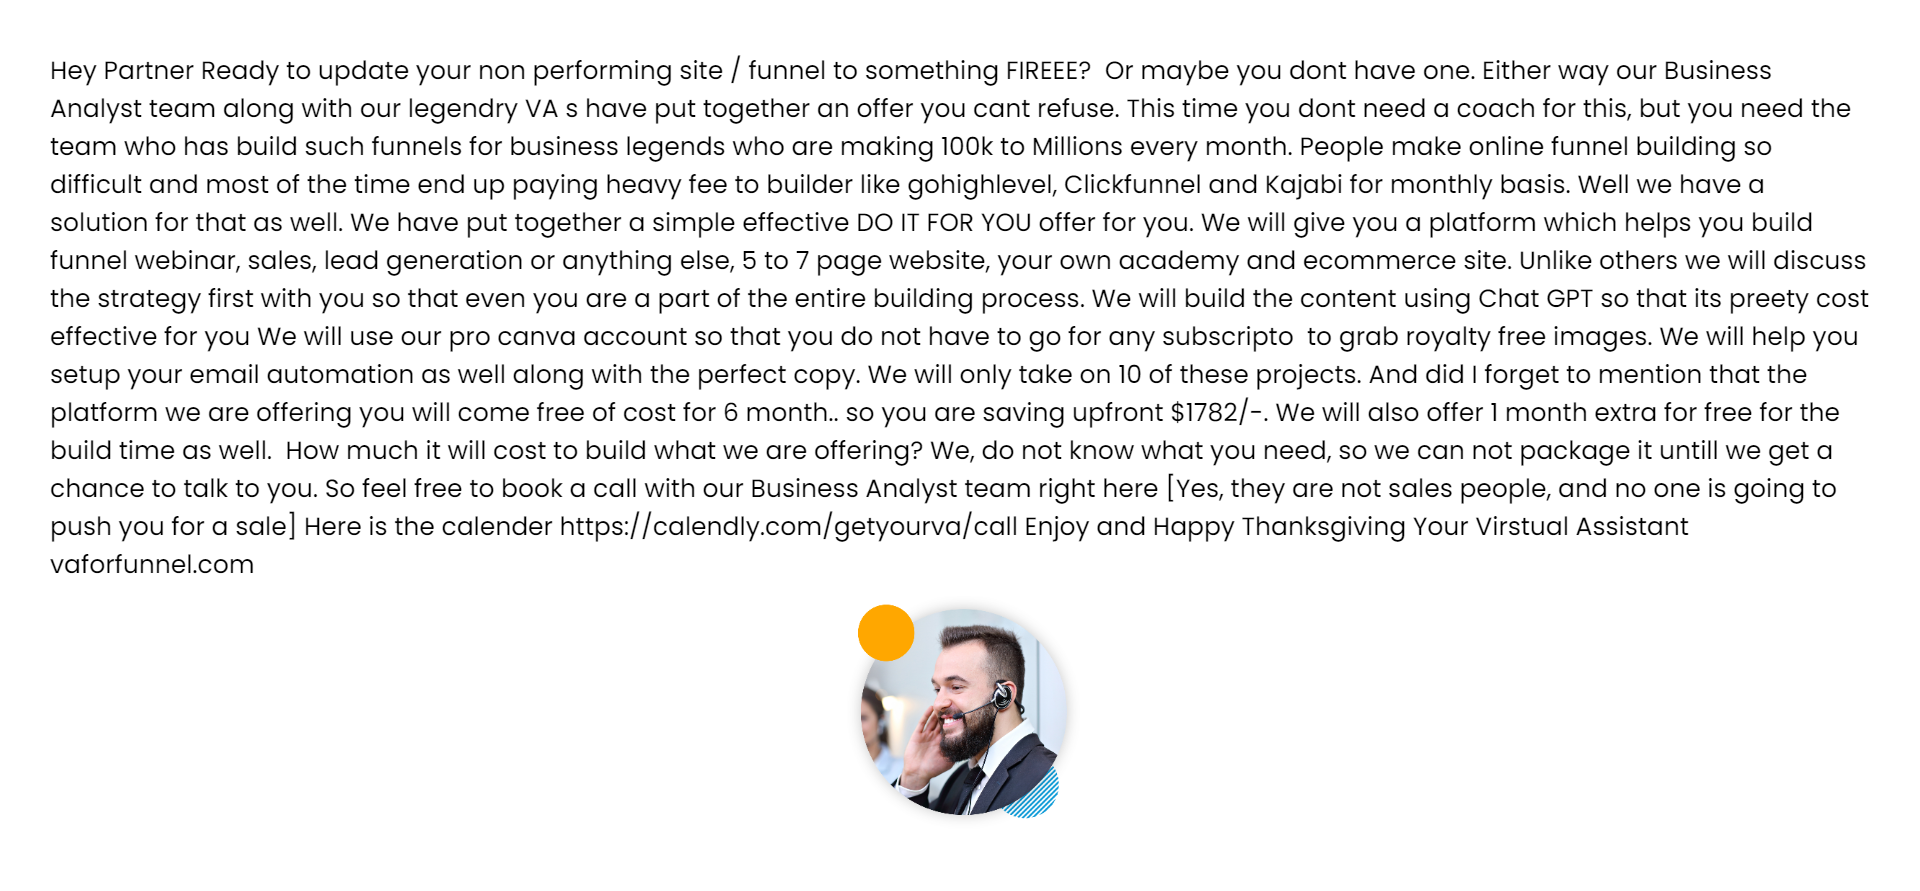 Hey Partner Ready to update your non performing site / funnel to something FIREEE?  Or maybe you dont have one. Either way our Business
Analyst team along with our legendry VA s have put together an offer you cant refuse. This time you dont need a coach for this, but you need the
team who has build such funnels for business legends who are making 100k to Millions every month. People make online funnel building so
difficult and most of the time end up paying heavy fee to builder like gohighlevel, Clickfunnel and Kajabi for monthly basis. Well we have a
solution for that as well. We have put together a simple effective DO IT FOR YOU offer for you. We will give you a platform which helps you build
funnel webinar, sales, lead generation or anything else, 5 to 7 page website, your own academy and ecommerce site. Unlike others we will discuss
the strategy first with you so that even you are a part of the entire building process. We will build the content using Chat GPT so that its preety cost
effective for you We will use our pro canva account so that you do not have to go for any subscripto  to grab royalty free images. We will help you
setup your email automation as well along with the perfect copy. We will only take on 10 of these projects. And did I forget to mention that the
platform we are offering you will come free of cost for 6 month.. so you are saving upfront $1782/-. We will also offer 1 month extra for free for the
build time as well.  How much it will cost to build what we are offering? We, do not know what you need, so we can not package it untill we get a
chance to talk to you. So feel free to book a call with our Business Analyst team right here [Yes, they are not sales people, and no one is going to
push you for a sale] Here is the calender https://calendly.com/getyourva/call Enjoy and Happy Thanksgiving Your Virstual Assistant
vaforfunnel.com